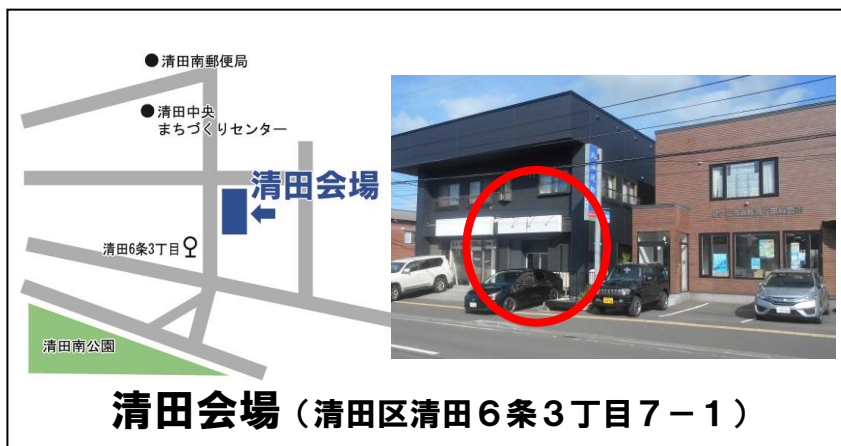 ●清田南郵便局
●清田中央
まちづくりセンター
清田会場
清田6条3丁目
清田南公園
清田会場（清田区清田６条３丁目７－１）